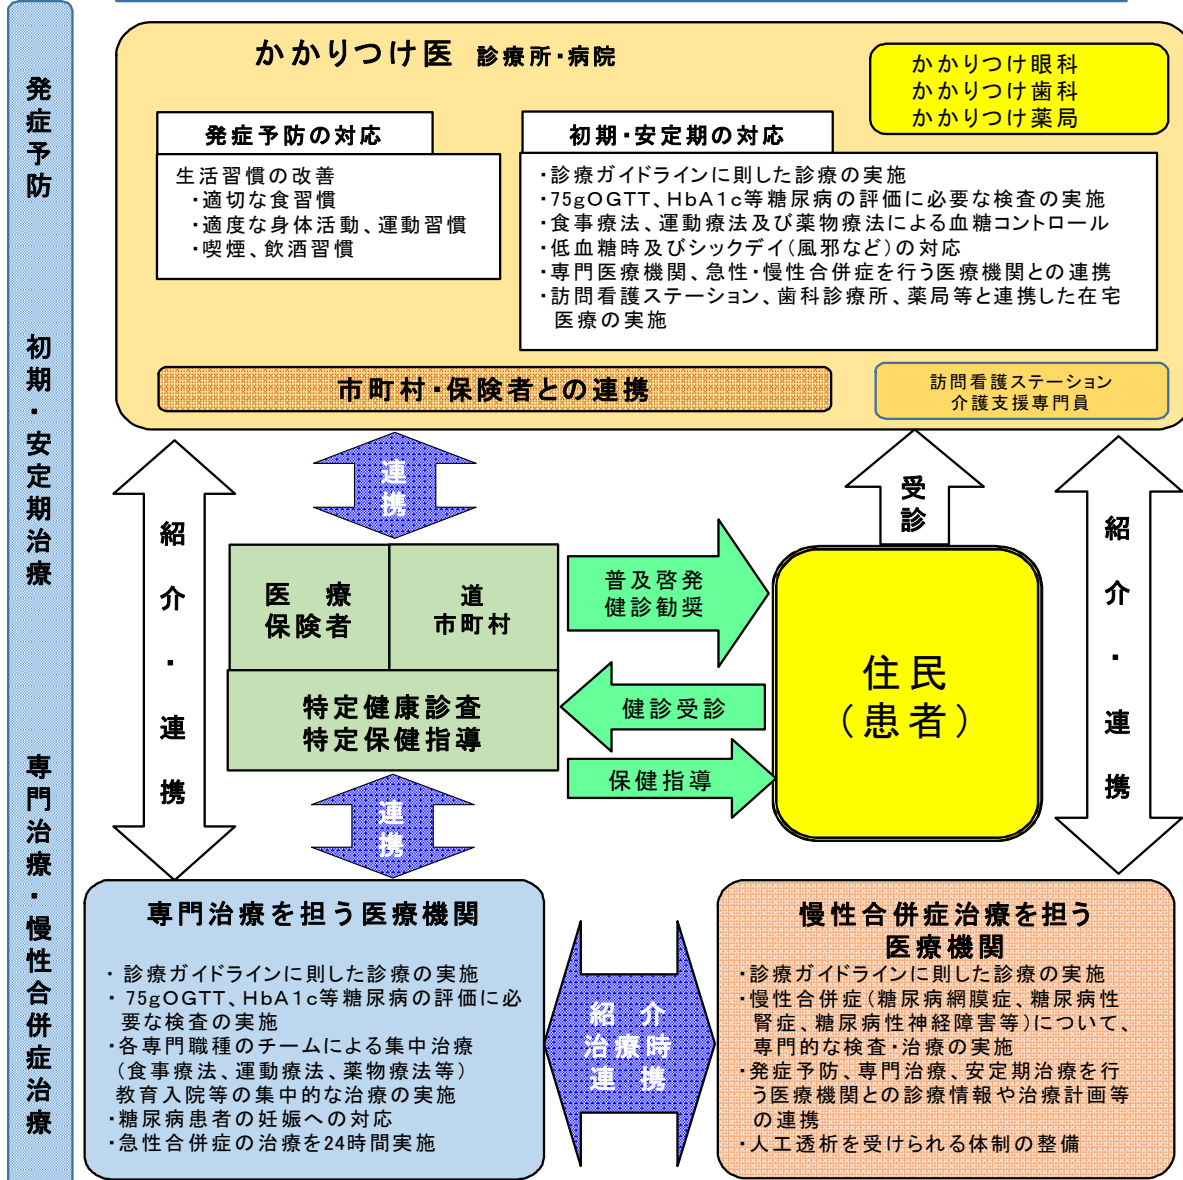 発症予防
初期・安定期治療
専門治療・慢性合併症治療
かかりつけ医 診療所・病院
かかりつけ眼科
かかりつけ歯科
かかりつけ薬局
発症予防の対応
生活習慣の改善
・適切な食習慣
・適度な身体活動、運動習慣
・喫煙、飲酒習慣
初期・安定期の対応
・診療ガイドラインに則した診療の実施
・75gOGTT、HbA1c等糖尿病の評価に必要な検査の実施
・食事療法、運動療法及び薬物療法による血糖コントロール
・低血糖時及びシックデイ(風邪など)の対応
・専門医療機関、急性・慢性合併症を行う医療機関との連携
・訪問看護ステーション、歯科診療所、薬局等と連携した在宅
医療の実施
市町村・保険者との連携
訪問看護ステーション
介護支援専門員
紹介・連携
連携
受診
紹介・連携
医 療
保険者
道
市町村
特定健康診査
特定保健指導
普及啓発
健診勧奨
健診受診
保健指導
住民
(患者)
連携
専門治療を担う医療機関
・診療ガイドラインに則した診療の実施
・75gOGTT、HbA1c等糖尿病の評価に必
要な検査の実施
・各専門職種のチームによる集中治療
(食事療法、運動療法、薬物療法等)
教育入院等の集中的な治療の実施
・糖尿病患者の妊娠への対応
・急性合併症の治療を24時間実施
紹 介
治療時
連 携
慢性合併症治療を担う
医療機関
・診療ガイドラインに則した診療の実施
・慢性合併症(糖尿病網膜症、糖尿病性
腎症、糖尿病性神経障害等)について、
専門的な検査・治療の実施
・発症予防、専門治療、安定期治療を行
う医療機関との診療情報や治療計画等
の連携
・人工透析を受けられる体制の整備